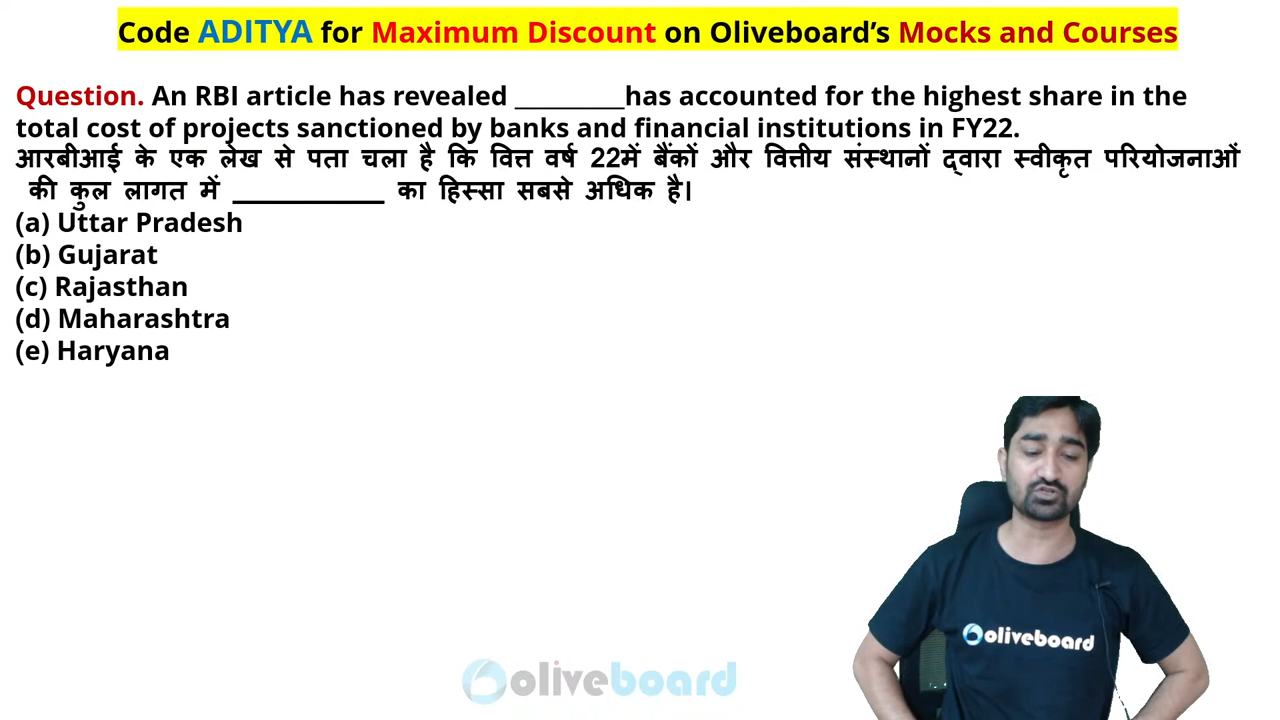 Code ADITYA for Maximum Discount on Oliveboard’s Mocks and Courses
Question. An RBI article has revealed _________has accounted for the highest share in the
total cost of projects sanctioned by banks and financial institutions in FY22.
आरबीआई के एक लेख से पता चला है कि वित्त वर्ष 22में बैंकों और वित्तीय संस्थानों द्वारा स्वीकृत परियोजनाओं
की कुल लागत में ____________ का हिस्सा सबसे अधिक है।
(a) Uttar Pradesh
(b) Gujarat
(c) Rajasthan
(d) Maharashtra
(e) Haryana
oliveboard
oliveboard